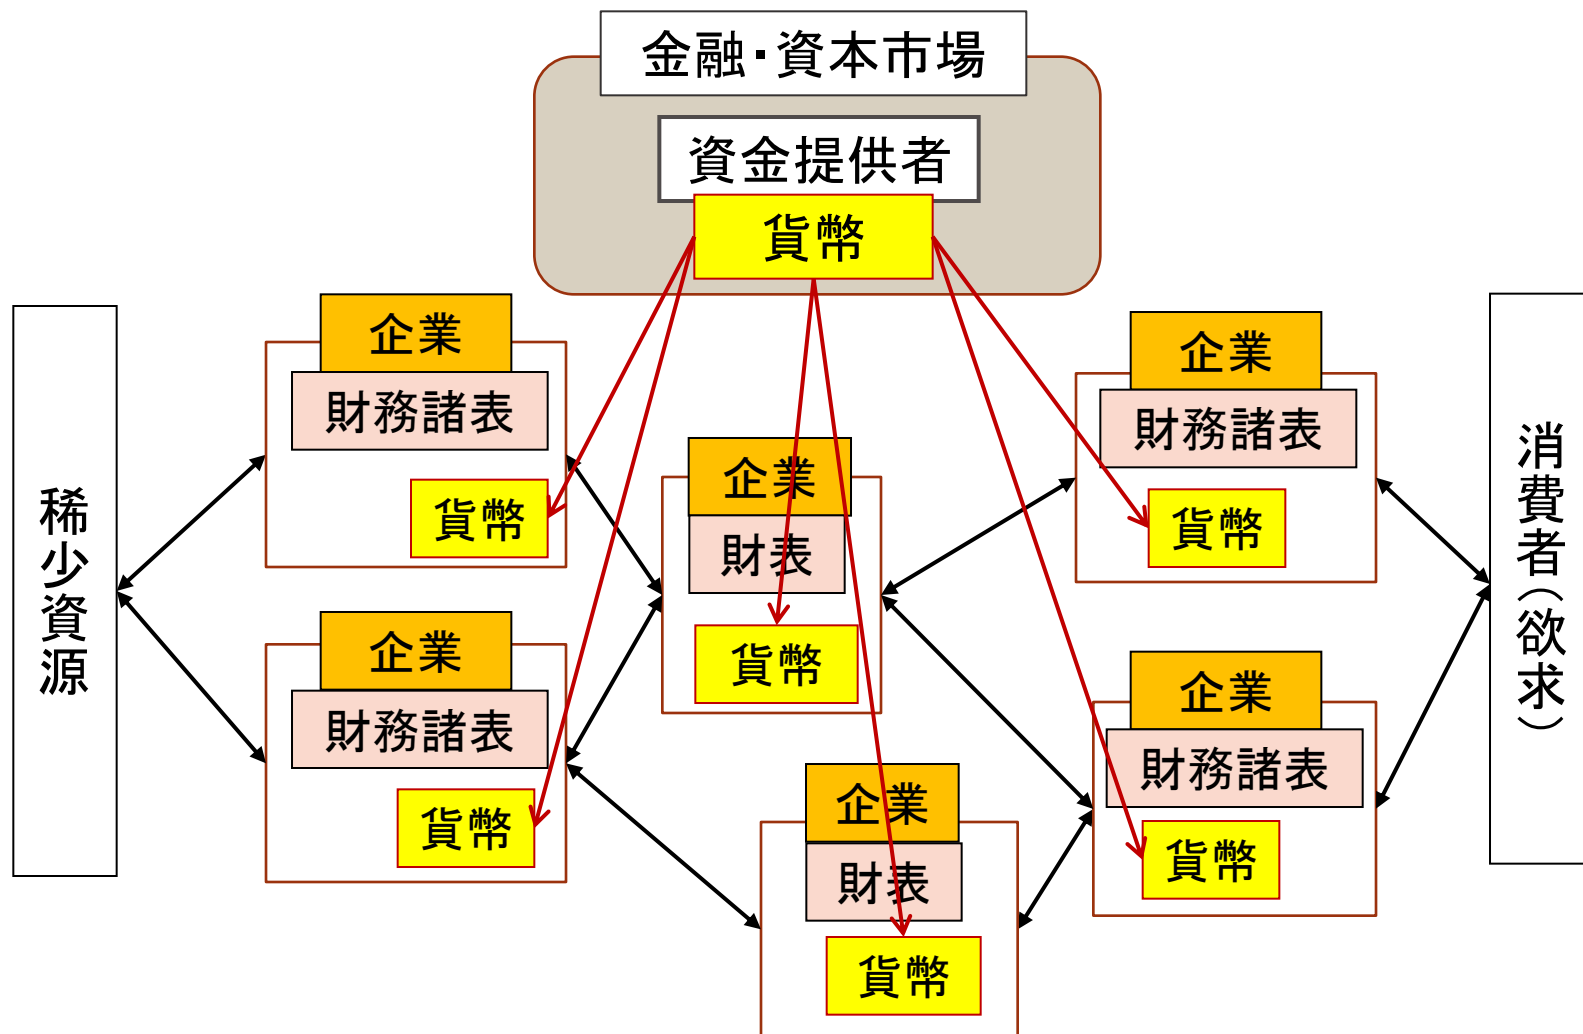 金融・資本市場
資金提供者
貨幣
稀少資源
企業
財務諸表
貨幣
企業
財務諸表
貨幣
企業
財表
貨幣
企業
財表
貨幣
企業
財務諸表
貨幣
企業
財務諸表
貨幣
消費者(欲求)